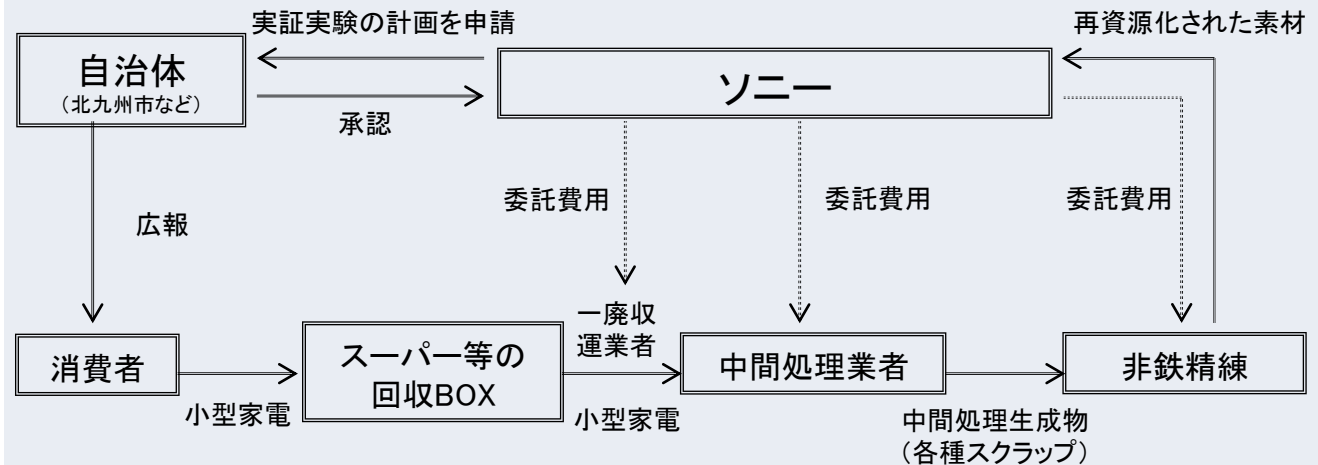 実証実験の計画を申請
再資源化された素材
自治体
（北九州市など）
ソニー
承認
委託費用
委託費用
委託費用
広報
一廃収
運業者
消費者
スーパー等の
回収BOX
中間処理業者
非鉄精練
小型家電
小型家電
中間処理生成物
（各種スクラップ）